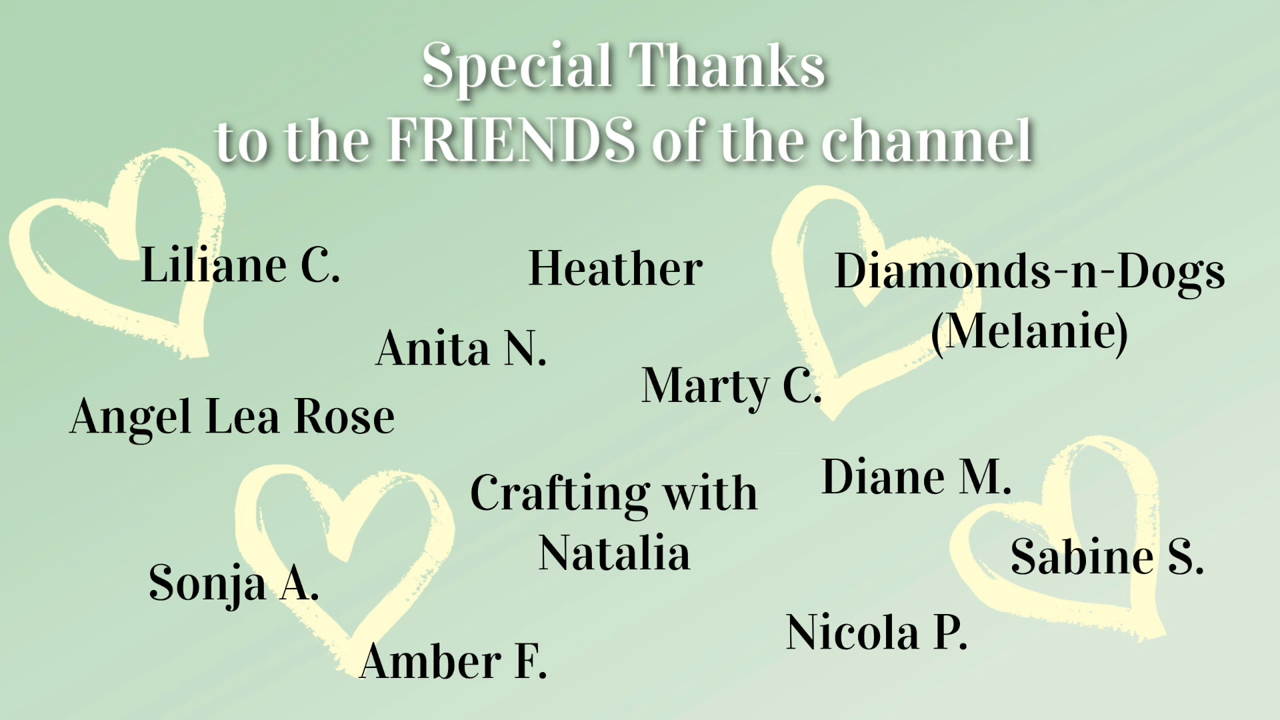 Special Thanks
to the FRIENDS of the channel
Liliane C.
Heather
Diamonds-n-Dogs
(Melanie)
Anita N.
Marty C.
Angel Lea Rose
Crafting with
Natalia
Diane M.
Sabine S.
Sonja A.
Nicola P.
Amber F.